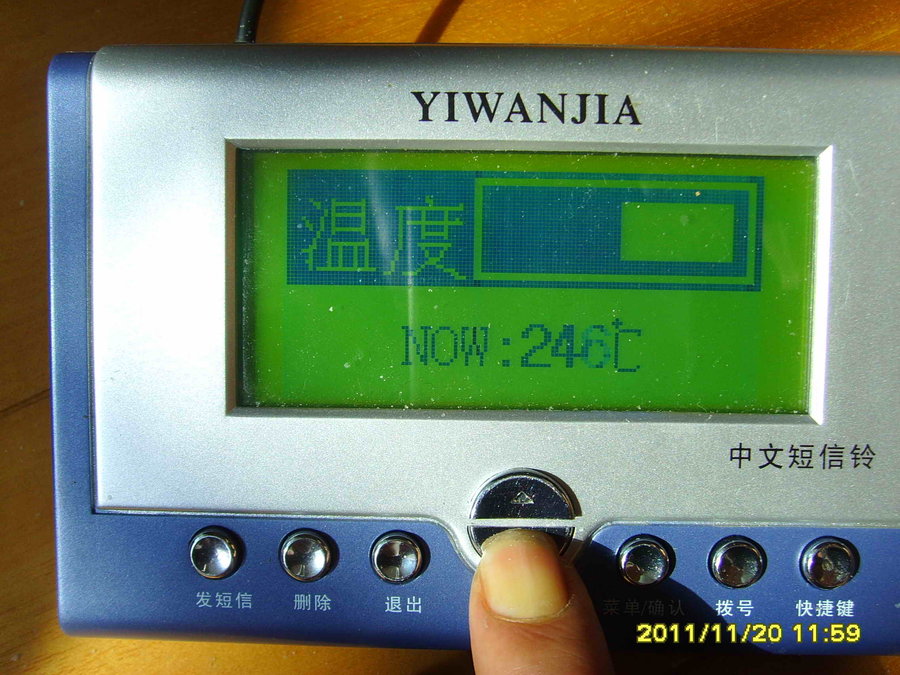 YIWANJIA
温度
NOW:246℃
中文短信铃
发短信 删除 退出 菜单/确认 拨号 快捷键
2011/11/20 11:59